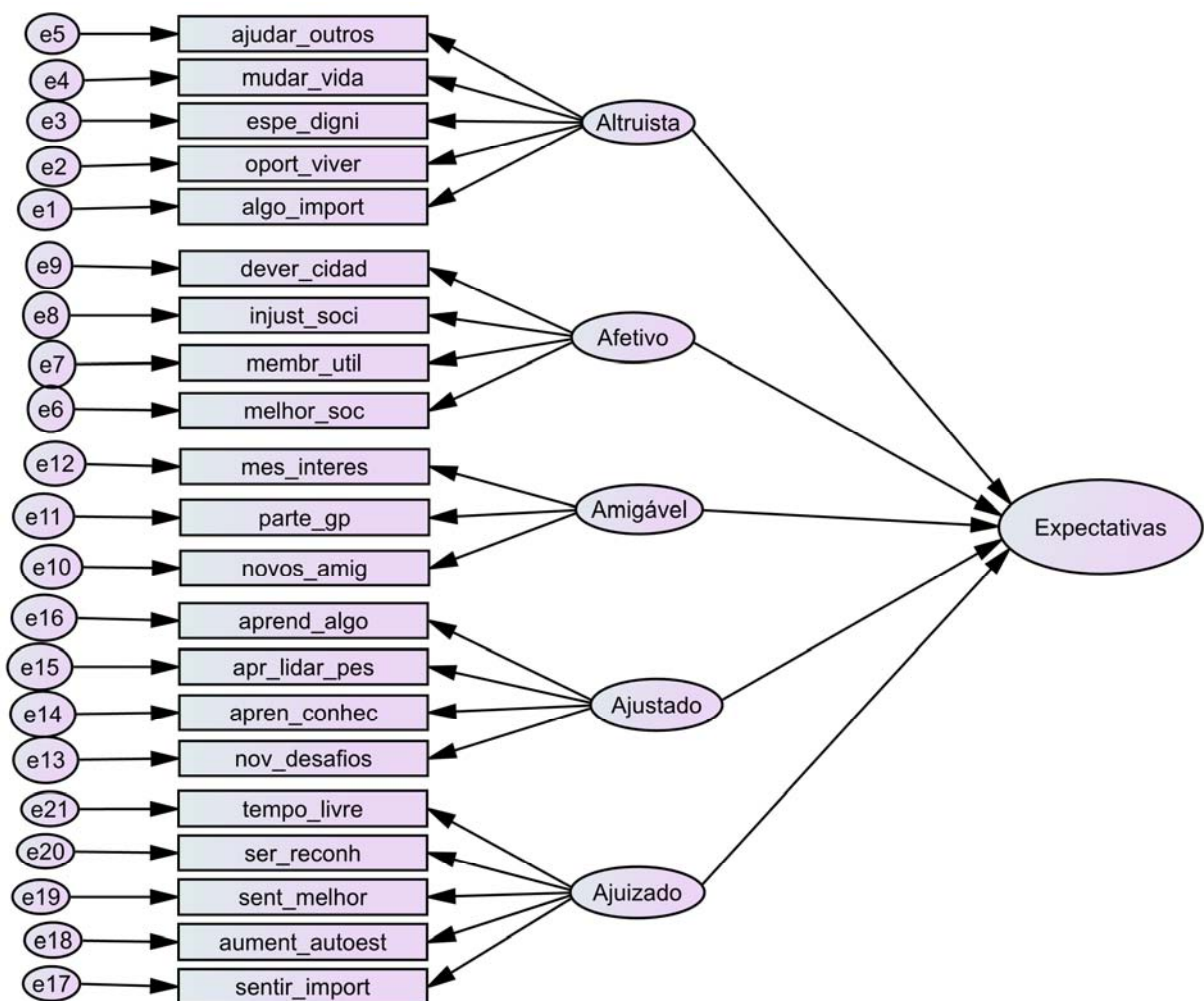 e5 ajudar_outros
e4 mudar_vida
e3 espe_digni Altruista
e2 oport_viver
e1 algo_import
e9 dever_cidad
e8 injust_soci Afetivo
e7 membr_util
e6 melhor_soc
e12 mes_interes
e11 parte_gp Amigável Expectativas
e10 novos_amig
e16 aprend_algo
e15 apr_lidar_pes
e14 apren_conhec Ajustado
e13 nov_desafios
e21 tempo_livre
e20 ser_reconh
e19 sent_melhor Ajuizado
e18 aument_autoest
e17 sentir_import